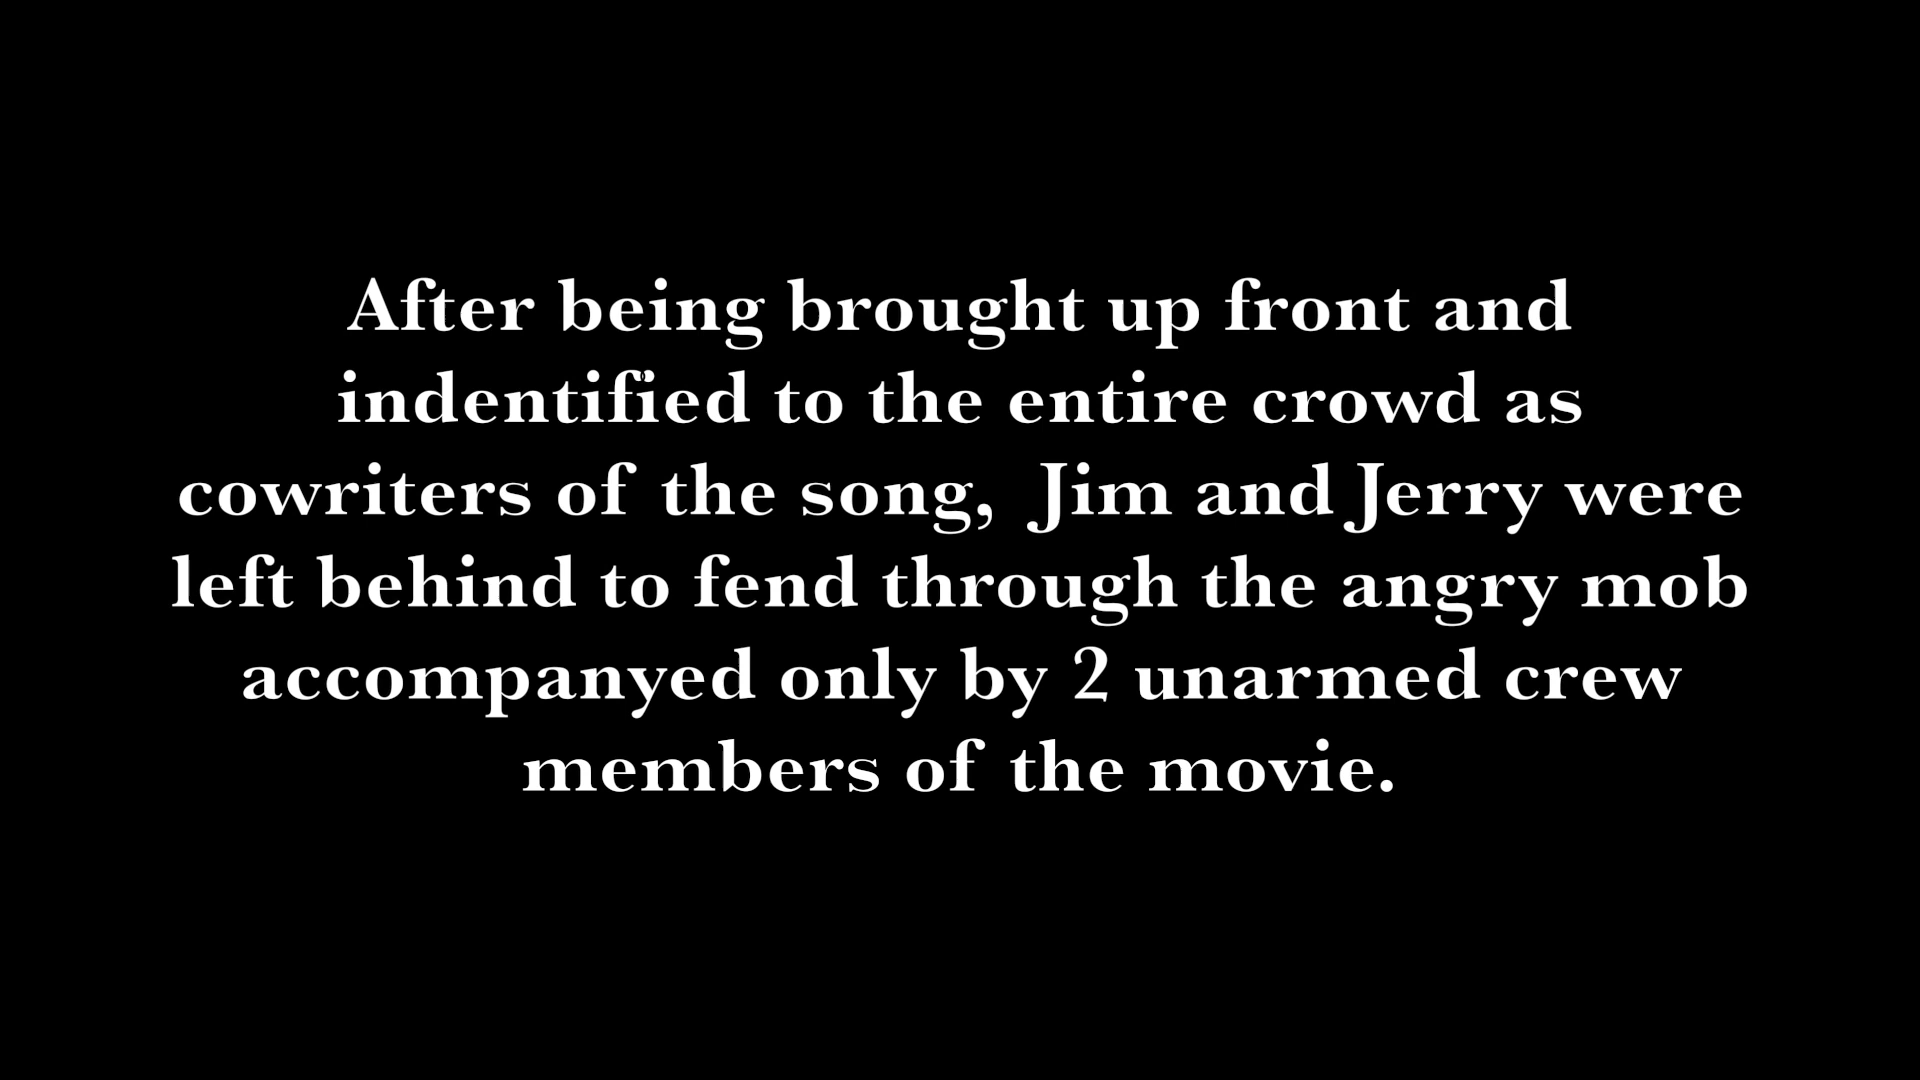 After being brought up front and
indentified to the entire crowd as
cowriters of the song, Jim and Jerry were
left behind to fend through the angry mob
accompanyed only by 2 unarmed crew
members of the movie.